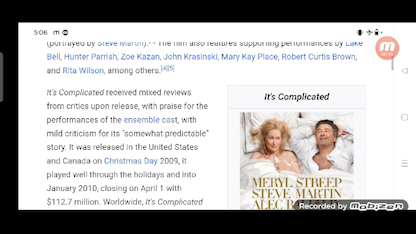 5:06 m
(portrayed by Steve Martin). The film also features supporting performances by Lake
Bell, Hunter Parrish, Zoe Kazan, John Krasinski, Mary Kay Place, Robert Curtis Brown,
and Rita Wilson, among others.[4][5]
It's Complicated received mixed reviews
from critics upon release, with praise for the
performances of the ensemble cast, with
mild criticism for its "somewhat predictable"
story. It was released in the United States
and Canada on Christmas Day 2009, it
played well through the holidays and into
January 2010, closing on April 1 with
$112.7 million. Worldwide, It's Complicated
It's Complicated
MERYL STREEP
STEVE MARTIN
ALEC
Recorded by Mobizen